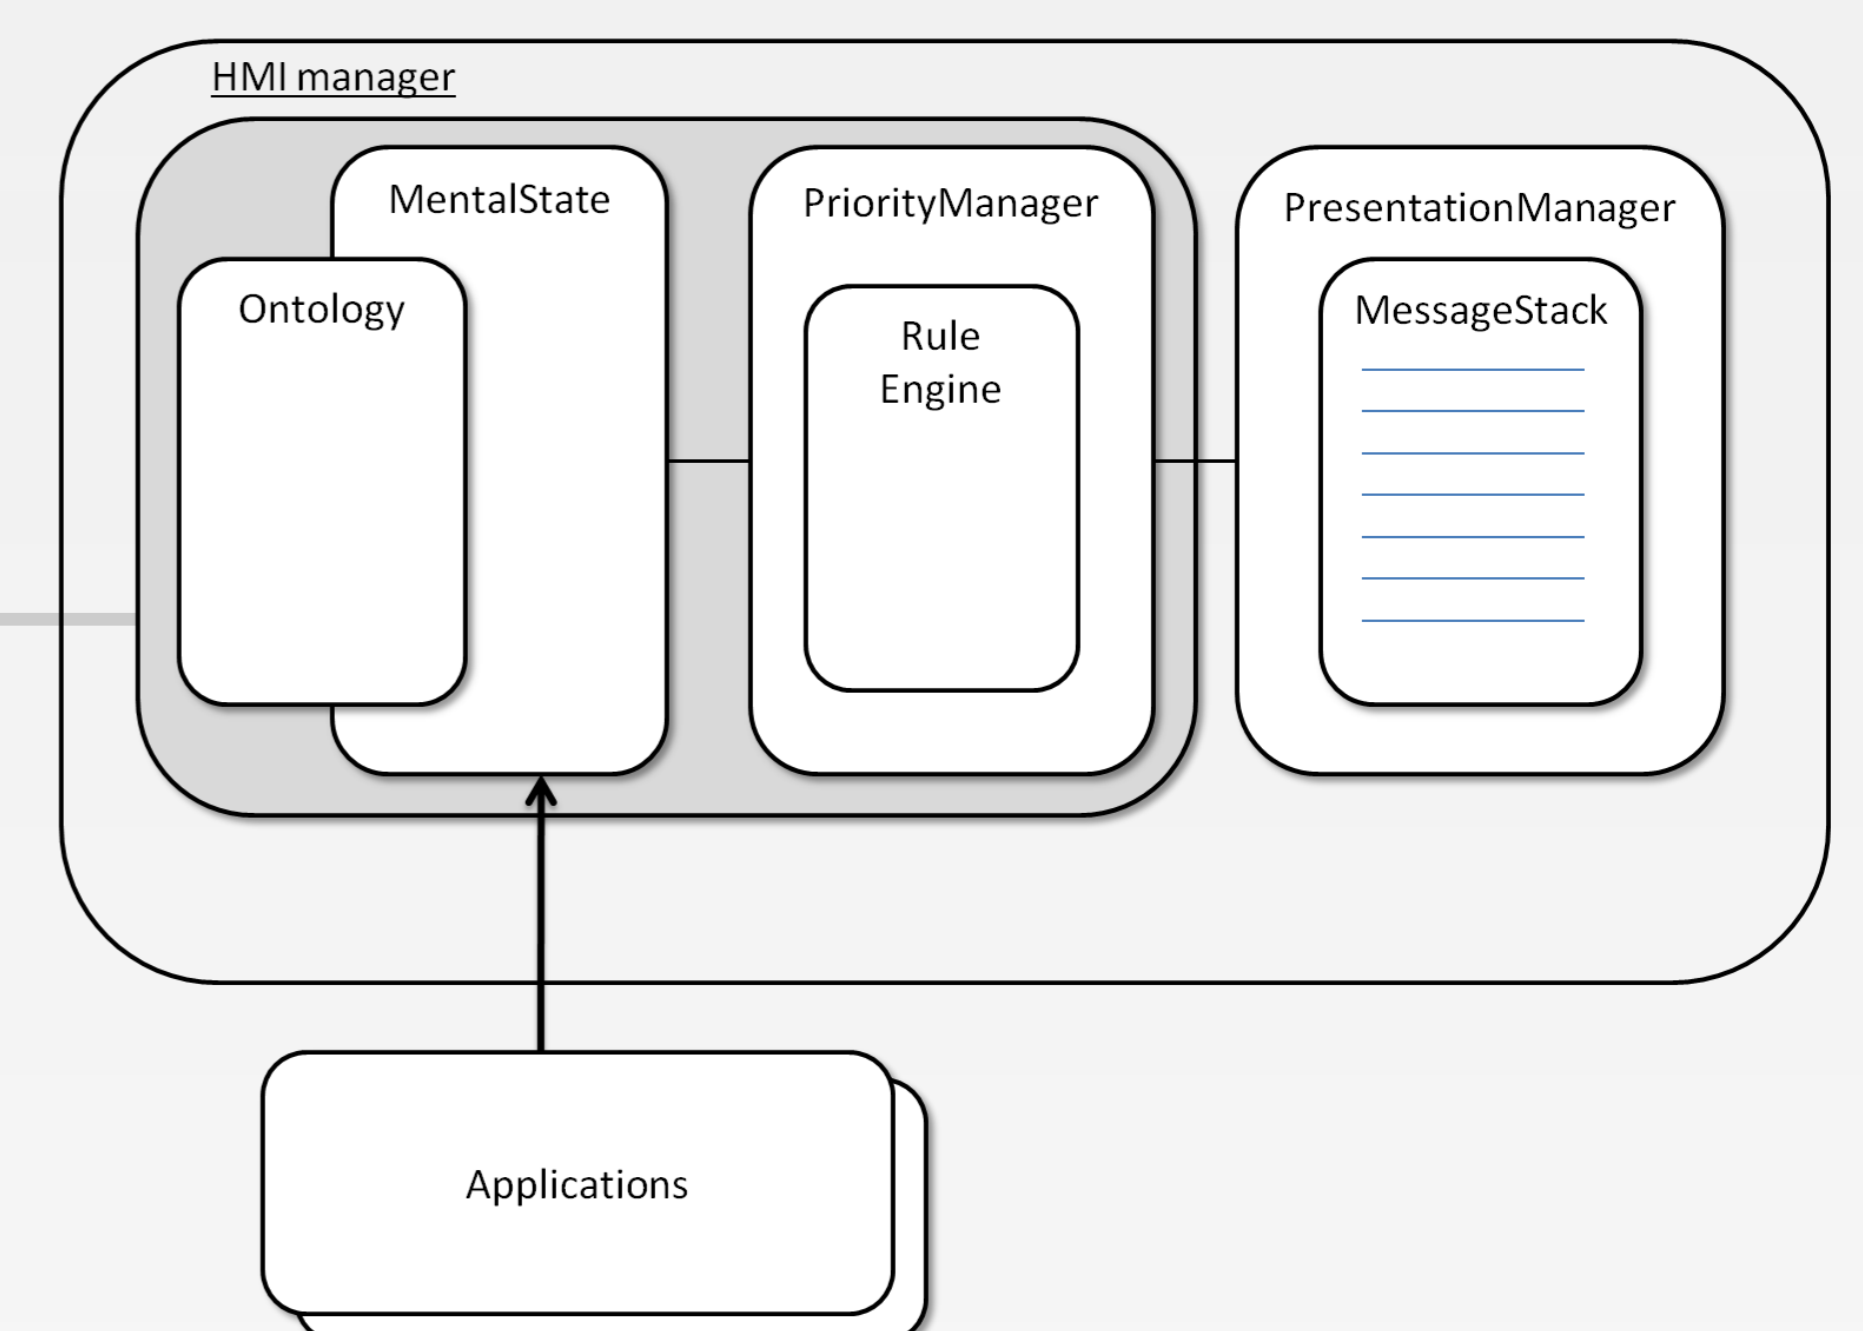 HMI manager
MentalState
PriorityManager
PresentationManager
Ontology
MessageStack
Rule
Engine
Applications